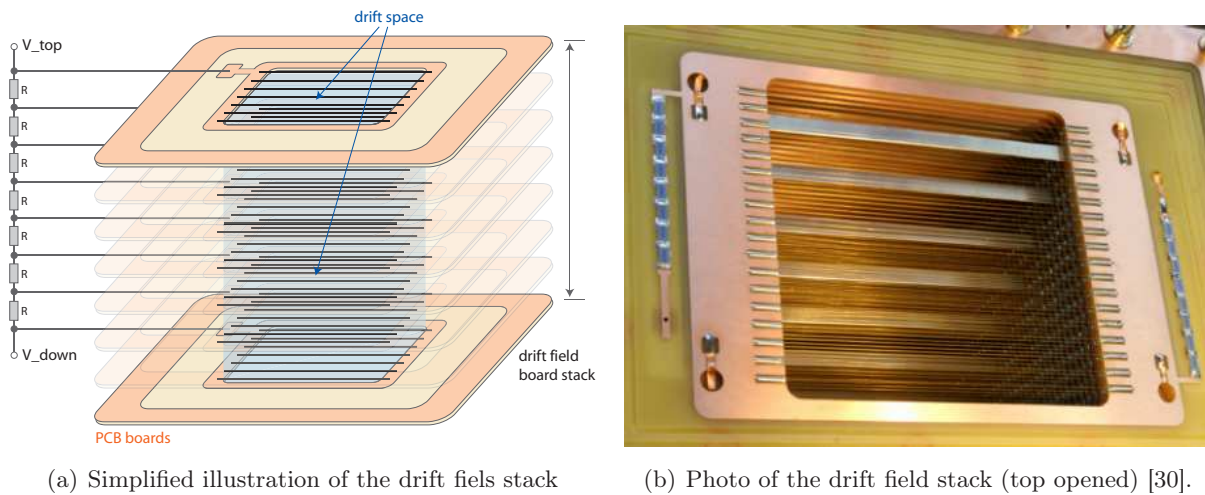 drift space
V_top
R
R
R
R
R
R
R
V_down
drift field
board stack
PCB boards
(a) Simplified illustration of the drift fiels stack
(b) Photo of the drift field stack (top opened) [30].